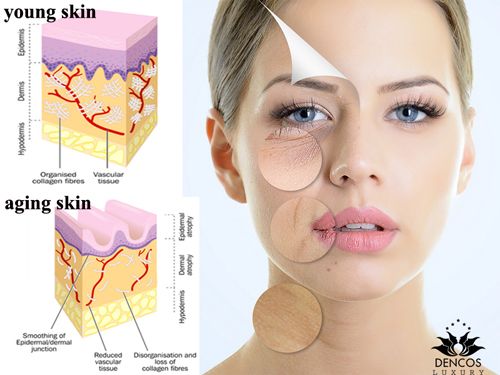 young skin
Epidermis
Dermis
Hypodermis
Organised
collagen fibres
Vascular
tissue
aging skin
Epidermal
atrophy
Dermal
atrophy
Hypodermis
Smoothing of
Epidermal/dermal
junction
Reduced
vascular
tissue
Disorganisation and
loss of
collagen fibres
DENCOS
LUXURY